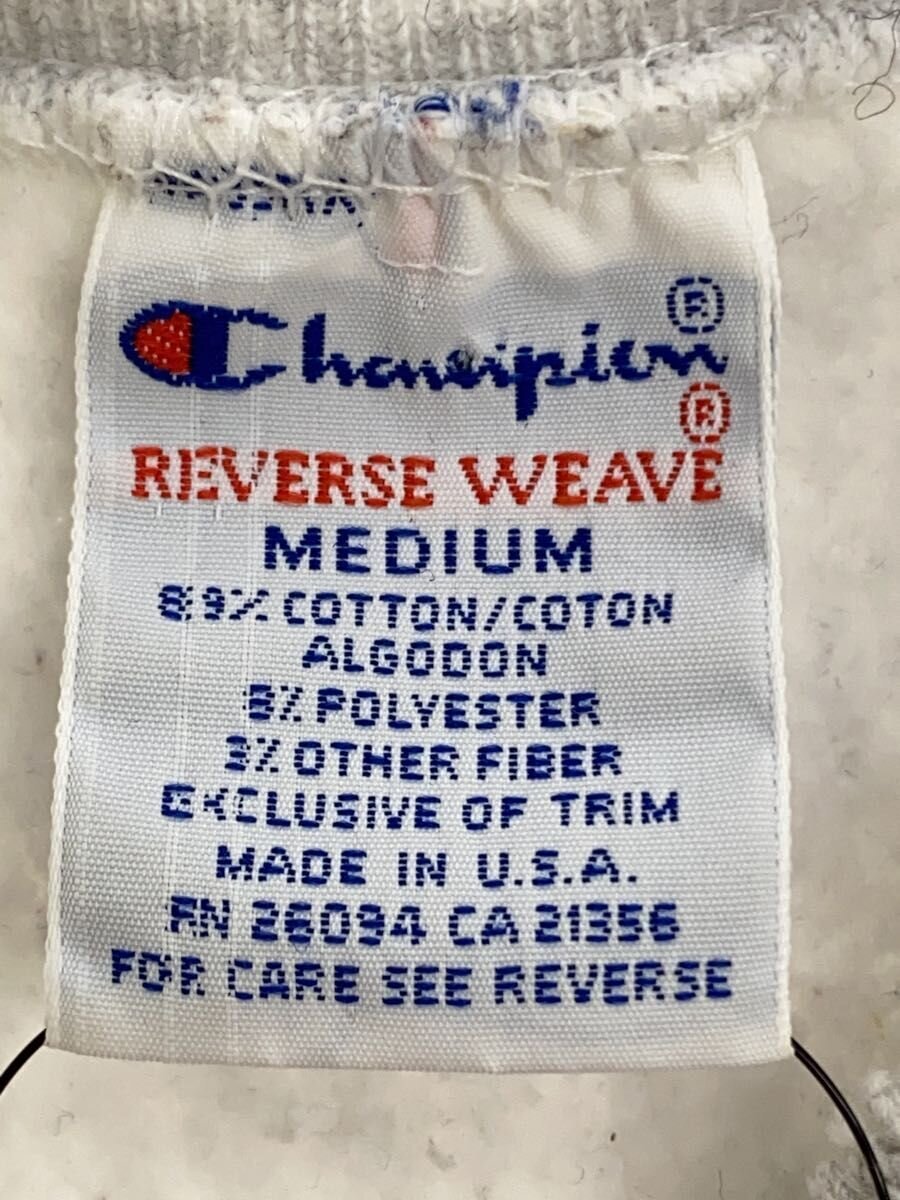 Champion®
REVERSE WEAVE®
MEDIUM
89% COTTON/COTON
ALGODON
8% POLYESTER
3% OTHER FIBER
EXCLUSIVE OF TRIM
MADE IN U.S.A.
RN 26094 CA 21356
FOR CARE SEE REVERSE